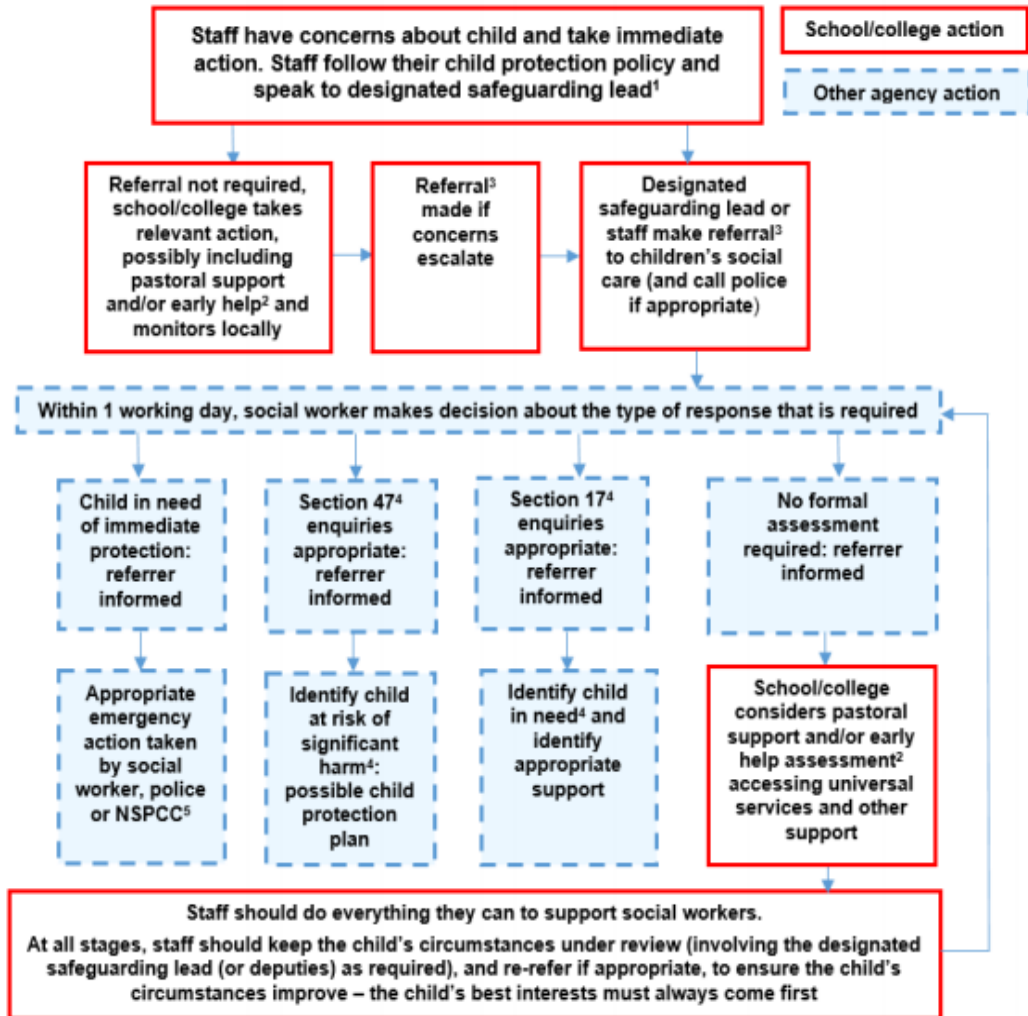 Staff have concerns about child and take immediate
action. Staff follow their child protection policy and
speak to designated safeguarding lead¹
School/college action
Other agency action
Referral not required,
school/college takes
relevant action,
possibly including
pastoral support
and/or early help² and
monitors locally
Referral³
made if
concerns
escalate
Designated
safeguarding lead or
staff make referral³
to children's social
care (and call police
if appropriate)
Within 1 working day, social worker makes decision about the type of response that is required
Child in need
of immediate
protection:
referrer
informed
Section 47⁴
enquiries
appropriate:
referrer
informed
Section 17⁴
enquiries
appropriate:
referrer
informed
No formal
assessment
required: referrer
informed
Appropriate
emergency
action taken
by social
worker, police
or NSPCC⁵
Identify child
at risk of
significant
harm⁴:
possible child
protection
plan
Identify child
in need⁴ and
identify
appropriate
support
School/college
considers pastoral
support and/or early
help assessment²
accessing universal
services and other
support
Staff should do everything they can to support social workers.
At all stages, staff should keep the child's circumstances under review (involving the designated
safeguarding lead (or deputies) as required), and re-refer if appropriate, to ensure the child's
circumstances improve – the child's best interests must always come first